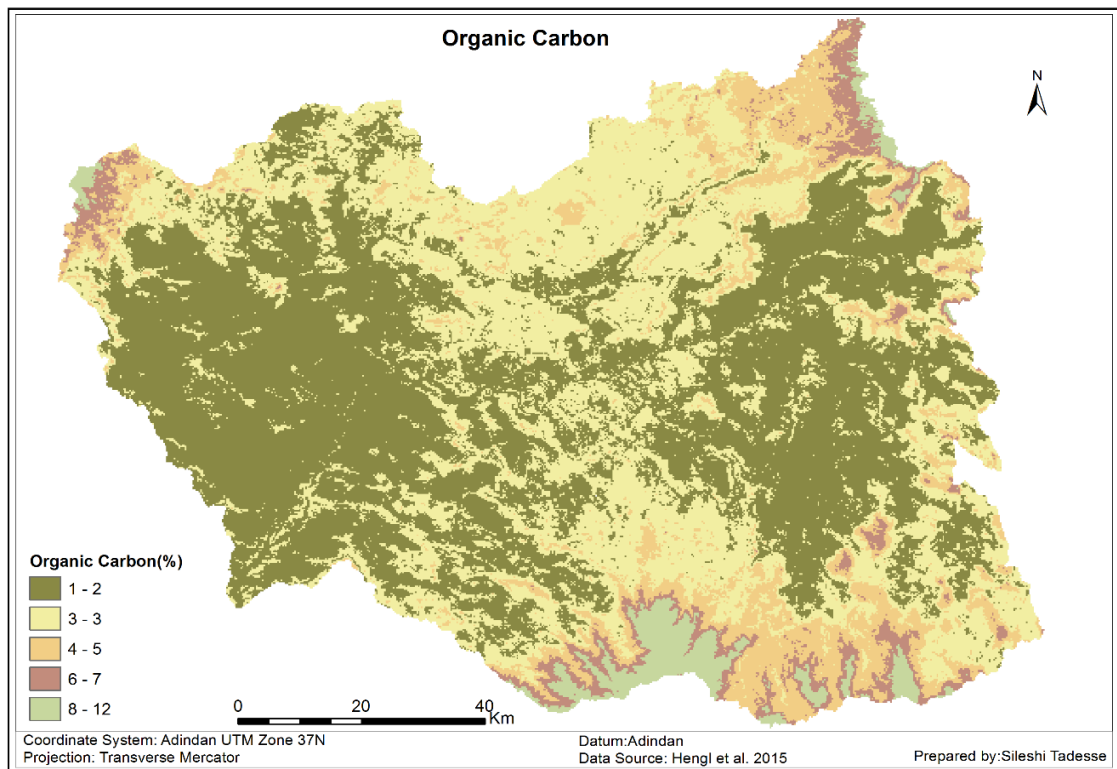 Organic Carbon
N
Organic Carbon(%)
1 - 2
3 - 3
4 - 5
6 - 7
8 - 12
0 20 40
Km
Coordinate System: Adindan UTM Zone 37N
Projection: Transverse Mercator
Datum:Adindan
Data Source: Hengl et al. 2015
Prepared by:Sileshi Tadesse